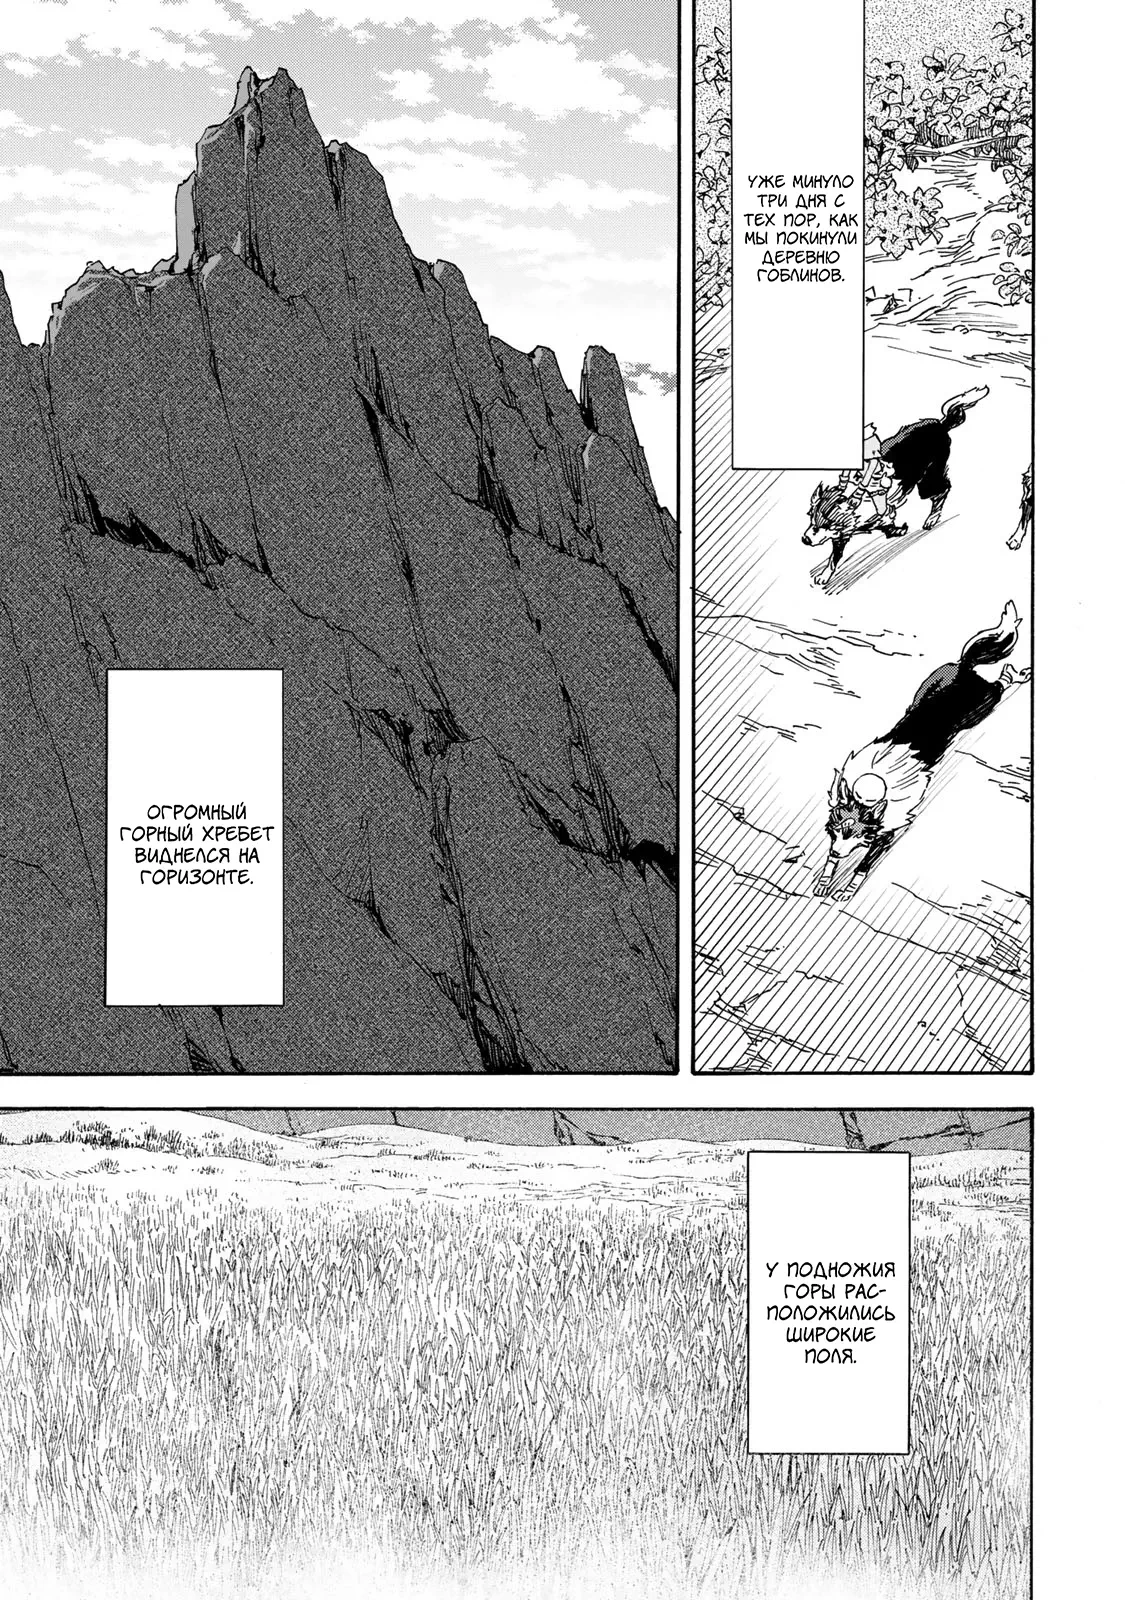 УЖЕ МИНУЛО
ТРИ ДНЯ С
ТЕХ ПОР, КАК
МЫ ПОКИНУЛИ
ДЕРЕВНЮ
ГОБЛИНОВ.
ОГРОМНЫЙ
ГОРНЫЙ ХРЕБЕТ
ВИДНЕЛСЯ НА
ГОРИЗОНТЕ.
У ПОДНОЖИЯ
ГОРЫ РАС-
ПОЛОЖИЛИСЬ
ШИРОКИЕ
ПОЛЯ.